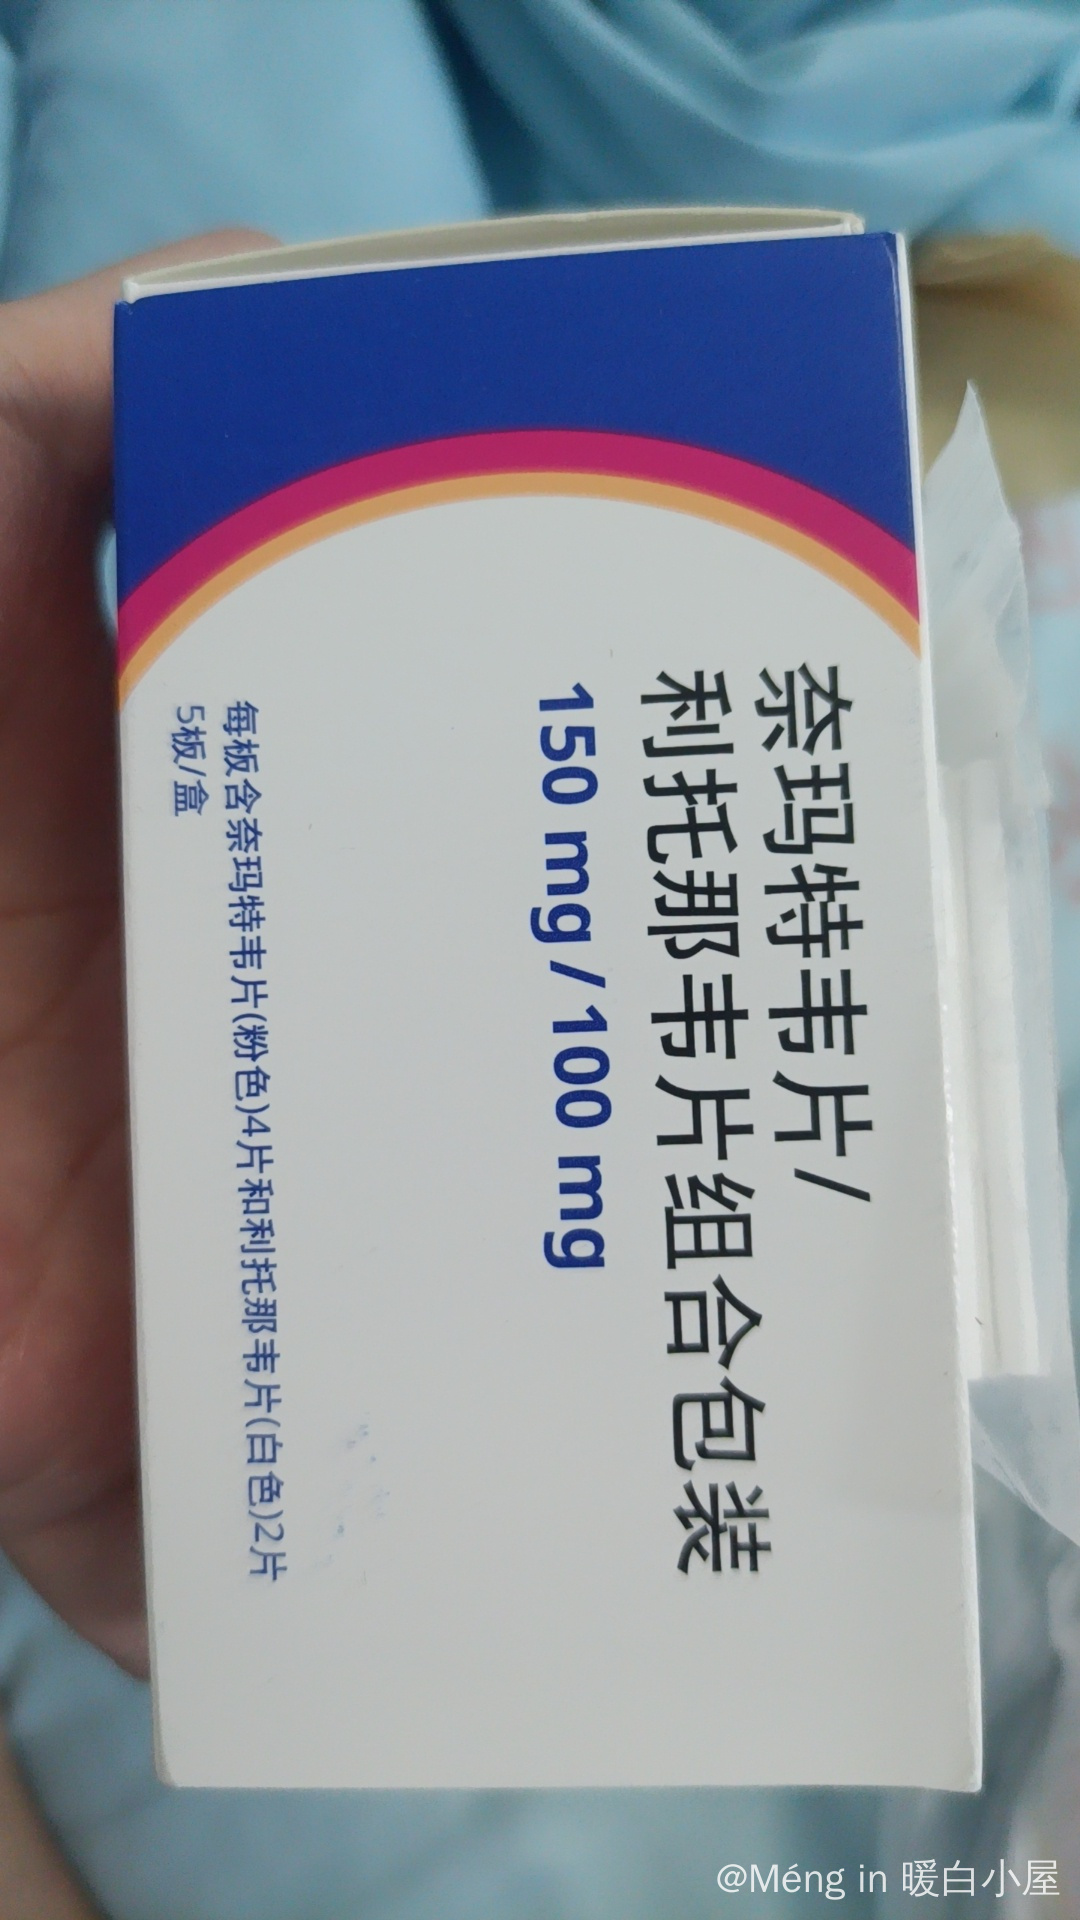 奈玛特韦片/
利托那韦片组合包装
150 mg / 100 mg
每板含奈玛特韦片(粉色)4片和利托那韦片(白色)2片
5板/盒
@Méng in 暖白小屋